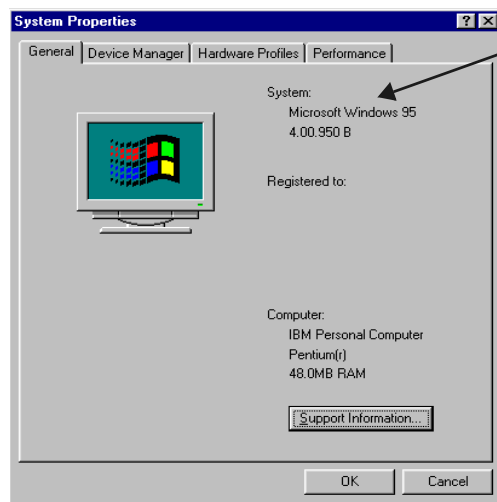 System Properties
General Device Manager Hardware Profiles Performance
System:
Microsoft Windows 95
4.00.950 B
Registered to:
Computer:
IBM Personal Computer
Pentium(r)
48.0MB RAM
Support Information...
OK Cancel